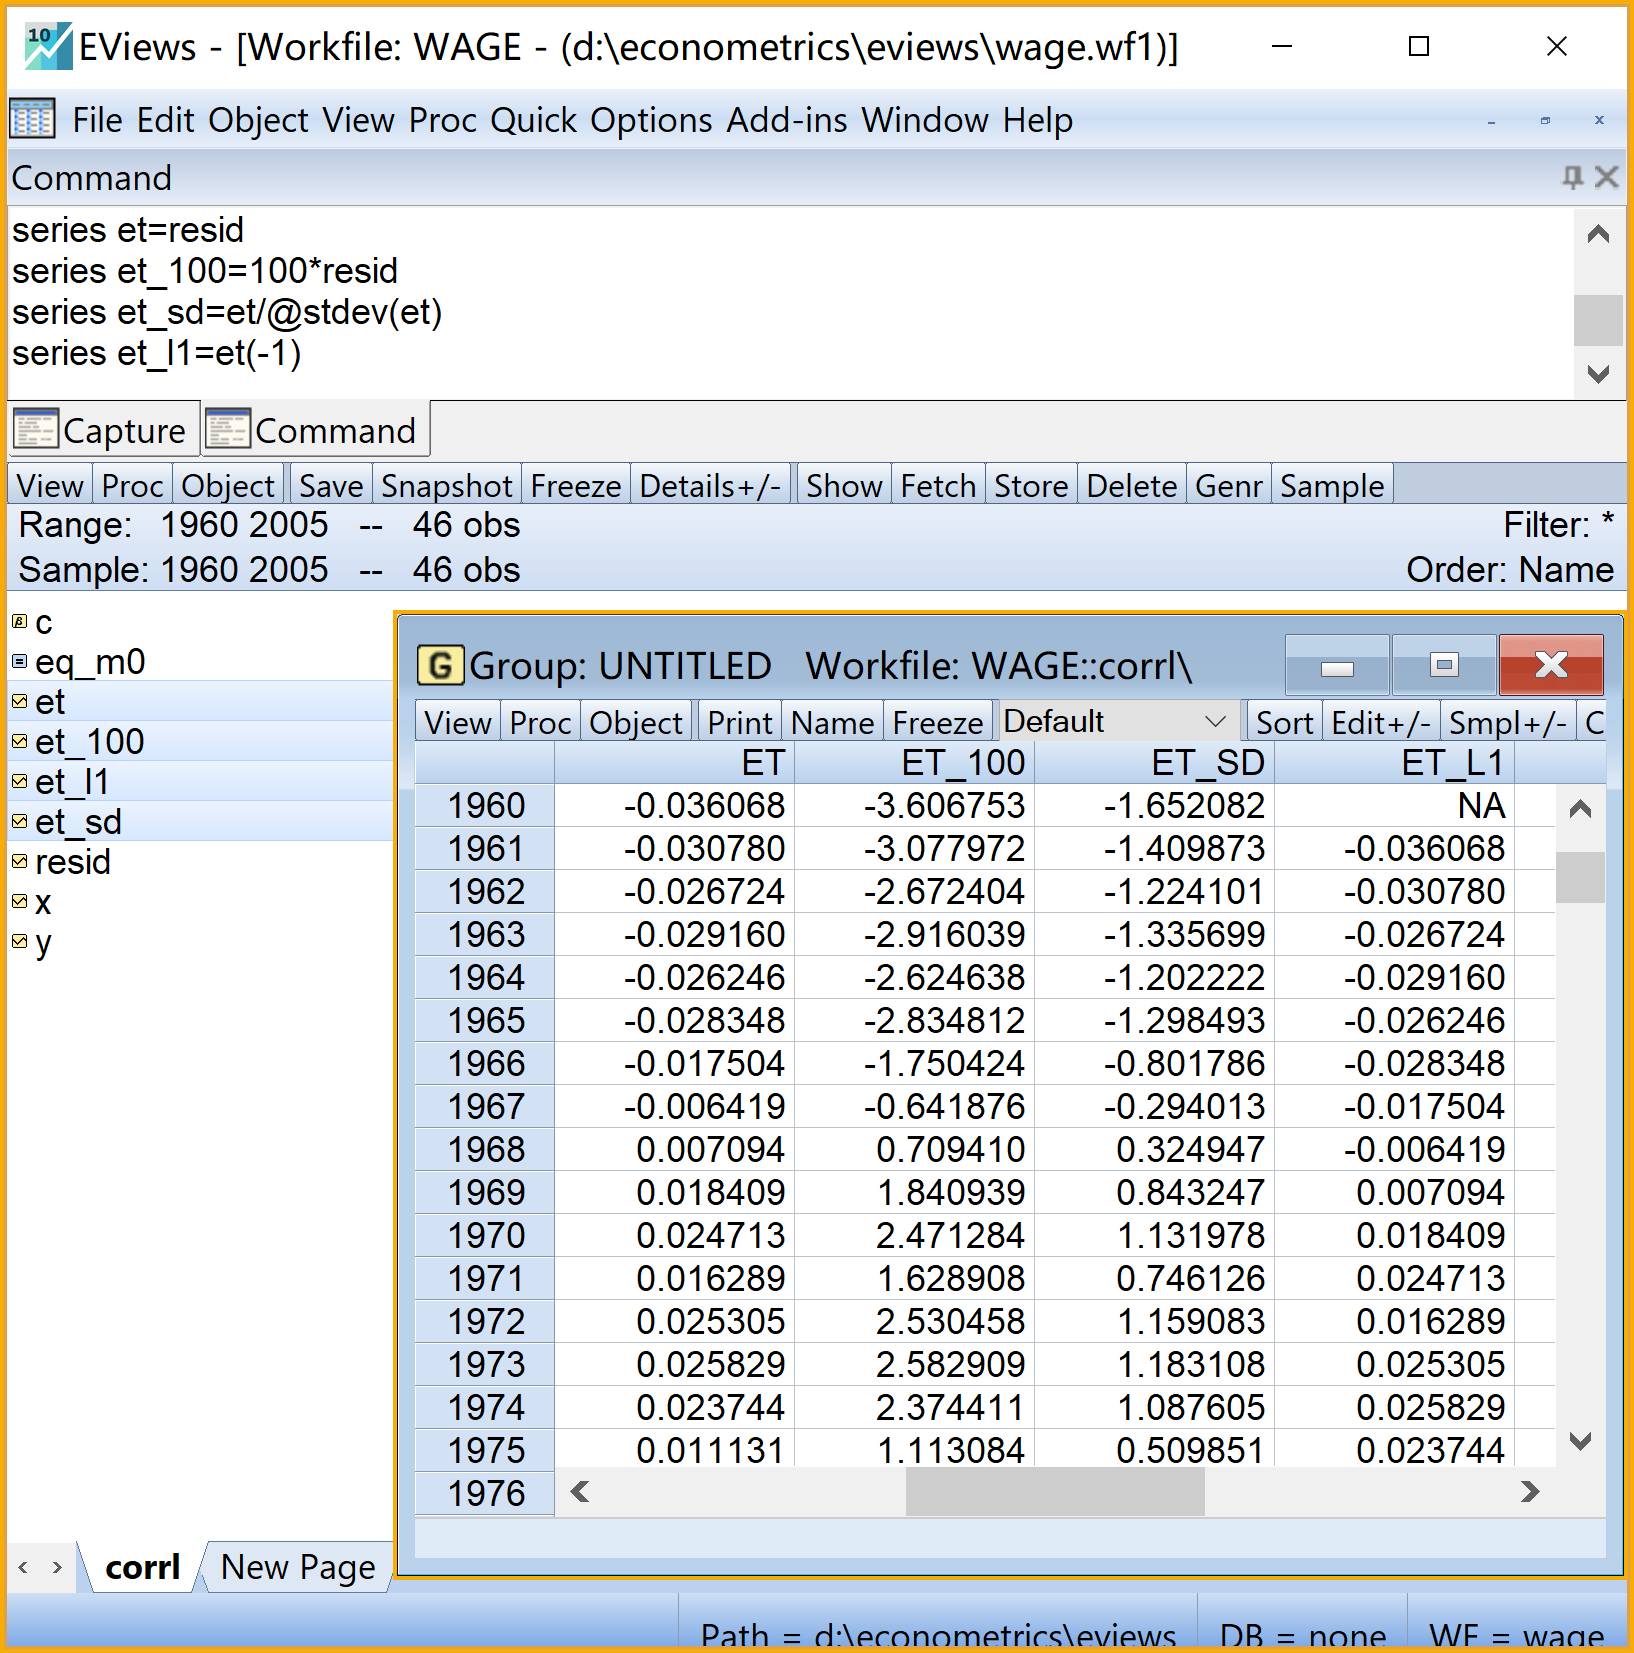 10 EViews - [Workfile: WAGE - (d:\econometrics\eviews\wage.wf1)]
File Edit Object View Proc Quick Options Add-ins Window Help
Command
series et=resid
series et_100=100*resid
series et_sd=et/@stdev(et)
series et_l1=et(-1)
Capture Command
View Proc Object Save Snapshot Freeze Details+/- Show Fetch Store Delete Genr Sample
Range: 1960 2005 -- 46 obs Filter: *
Sample: 1960 2005 -- 46 obs Order: Name
β c
= eq_m0
et
et_100
et_l1
et_sd
resid
x
y
G Group: UNTITLED Workfile: WAGE::corrl\
View Proc Object Print Name Freeze Default Sort Edit+/- Smpl+/- C
ET ET_100 ET_SD ET_L1
1960 -0.036068 -3.606753 -1.652082 NA
1961 -0.030780 -3.077972 -1.409873 -0.036068
1962 -0.026724 -2.672404 -1.224101 -0.030780
1963 -0.029160 -2.916039 -1.335699 -0.026724
1964 -0.026246 -2.624638 -1.202222 -0.029160
1965 -0.028348 -2.834812 -1.298493 -0.026246
1966 -0.017504 -1.750424 -0.801786 -0.028348
1967 -0.006419 -0.641876 -0.294013 -0.017504
1968 0.007094 0.709410 0.324947 -0.006419
1969 0.018409 1.840939 0.843247 0.007094
1970 0.024713 2.471284 1.131978 0.018409
1971 0.016289 1.628908 0.746126 0.024713
1972 0.025305 2.530458 1.159083 0.016289
1973 0.025829 2.582909 1.183108 0.025305
1974 0.023744 2.374411 1.087605 0.025829
1975 0.011131 1.113084 0.509851 0.023744
1976
corrl New Page
Path = d:\econometrics\eviews DB = none WF = wage